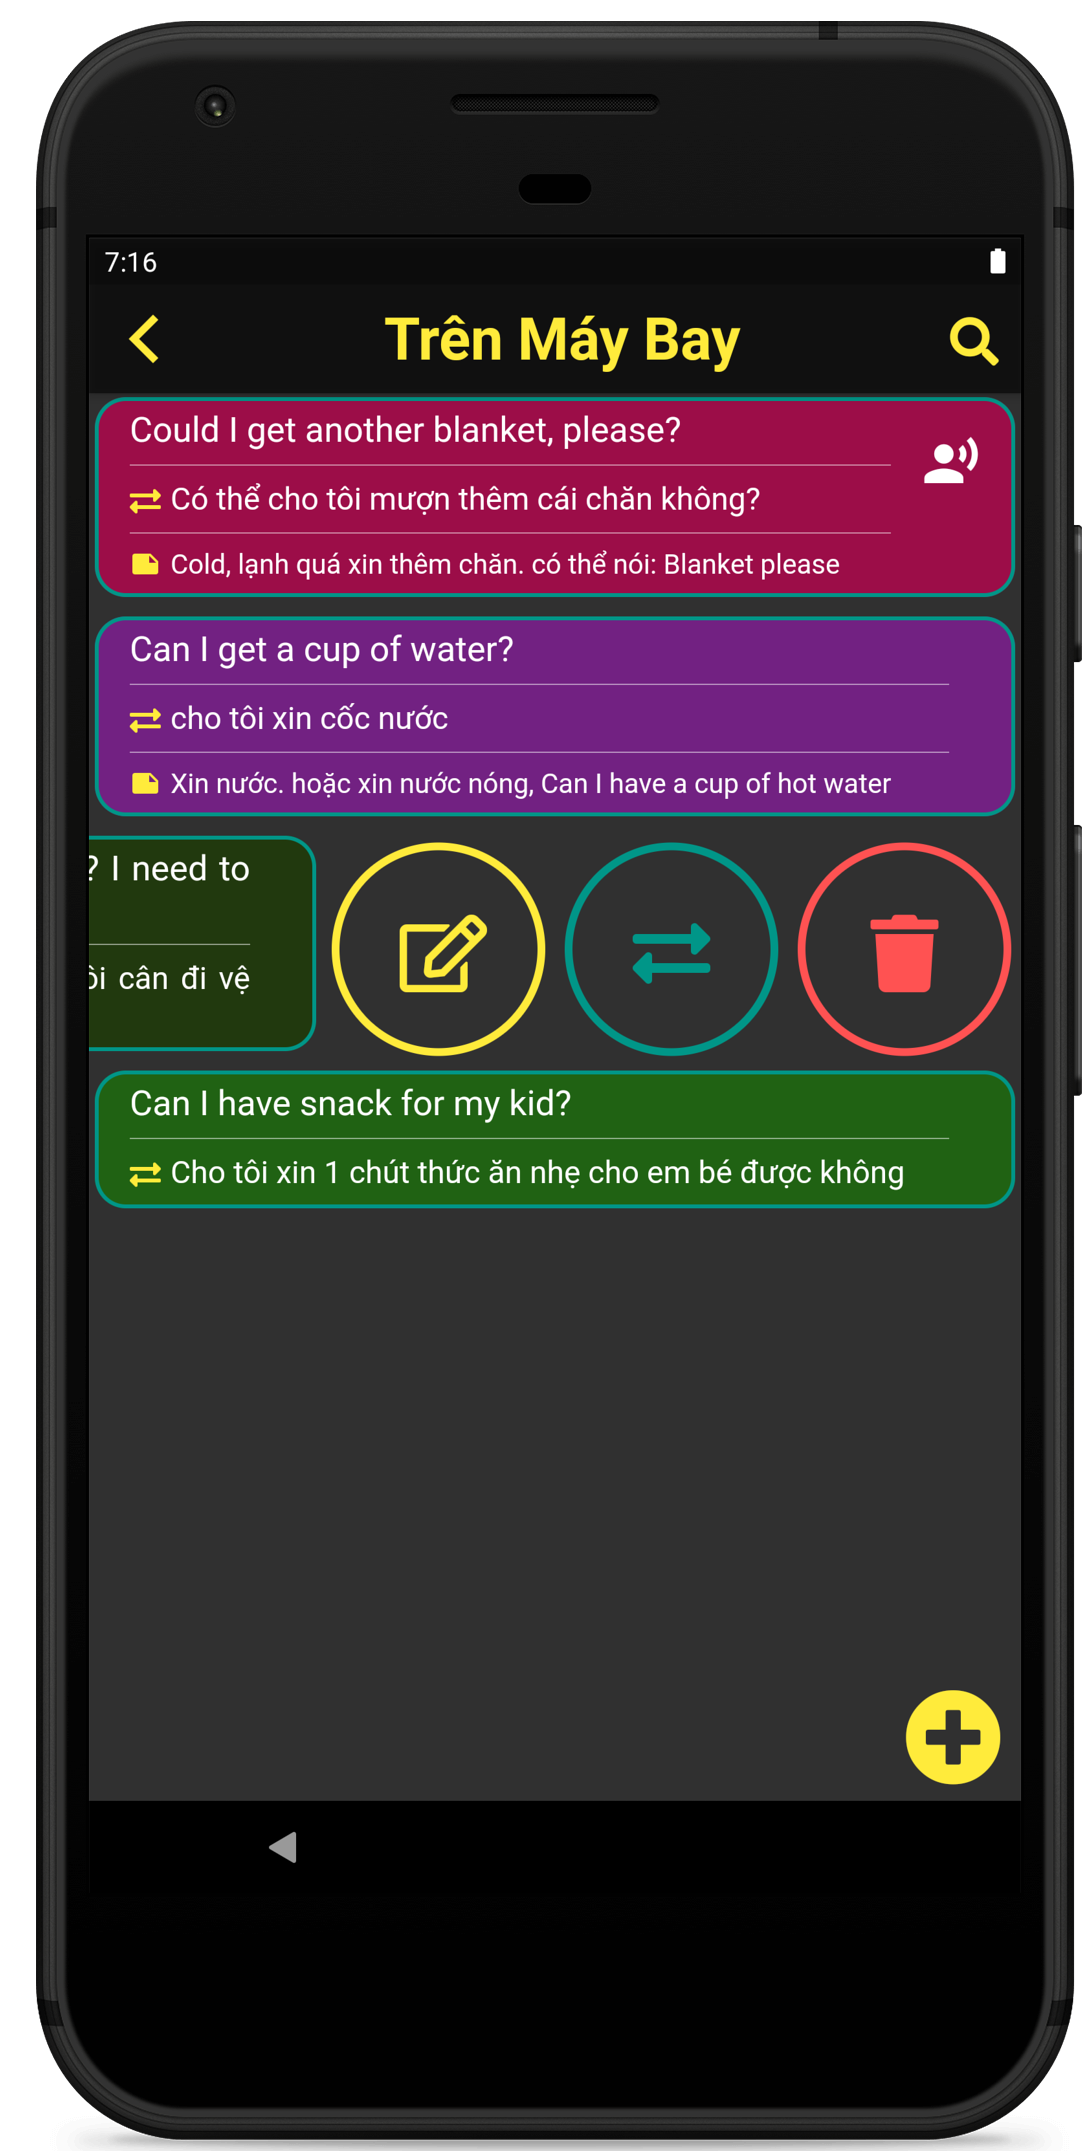 7:16
Trên Máy Bay
Could I get another blanket, please?
Có thể cho tôi mượn thêm cái chăn không?
Cold, lạnh quá xin thêm chăn. có thể nói: Blanket please
Can I get a cup of water?
cho tôi xin cốc nước
Xin nước. hoặc xin nước nóng, Can I have a cup of hot water
? I need to
ôi cân đi vệ
Can I have snack for my kid?
Cho tôi xin 1 chút thức ăn nhẹ cho em bé được không